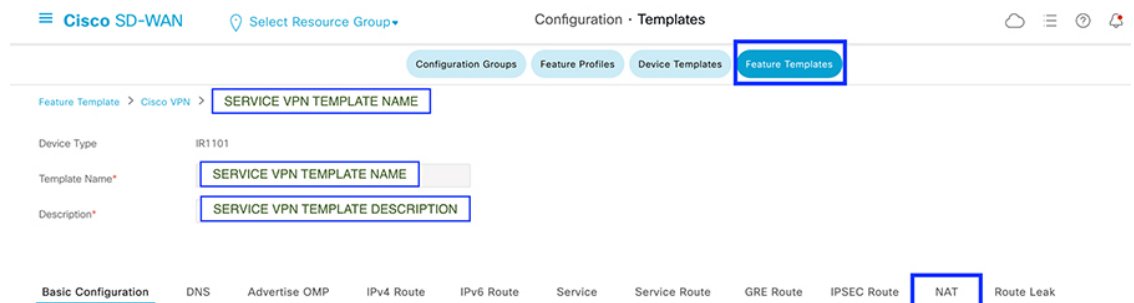 Cisco SD-WAN Select Resource Group Configuration · Templates
Configuration Groups Feature Profiles Device Templates Feature Templates
Feature Template > Cisco VPN > SERVICE VPN TEMPLATE NAME
Device Type IR1101
Template Name* SERVICE VPN TEMPLATE NAME
Description* SERVICE VPN TEMPLATE DESCRIPTION
Basic Configuration DNS Advertise OMP IPv4 Route IPv6 Route Service Service Route GRE Route IPSEC Route NAT Route Leak